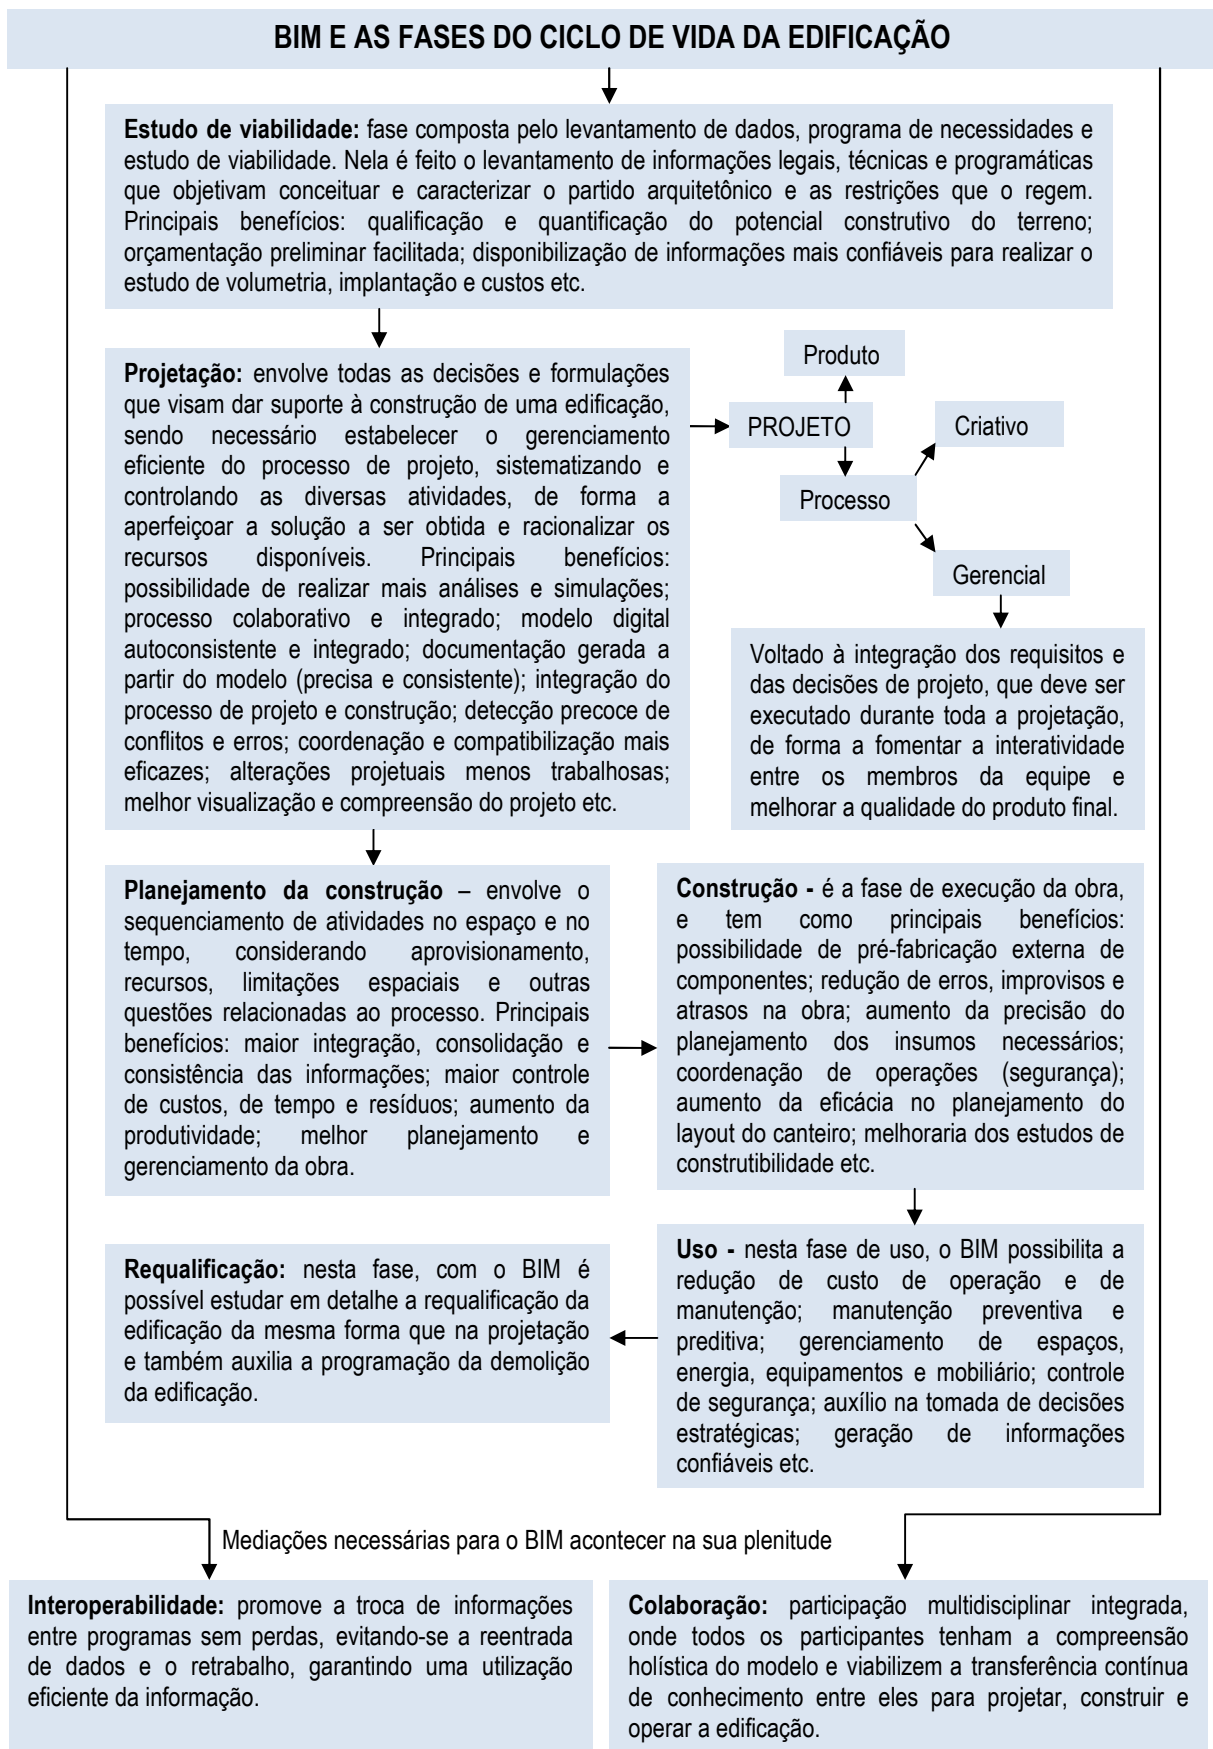 BIM E AS FASES DO CICLO DE VIDA DA EDIFICAÇÃO
Estudo de viabilidade: fase composta pelo levantamento de dados, programa de necessidades e
estudo de viabilidade. Nela é feito o levantamento de informações legais, técnicas e programáticas
que objetivam conceituar e caracterizar o partido arquitetônico e as restrições que o regem.
Principais benefícios: qualificação e quantificação do potencial construtivo do terreno;
orçamentação preliminar facilitada; disponibilização de informações mais confiáveis para realizar o
estudo de volumetria, implantação e custos etc.
Projetação: envolve todas as decisões e formulações
que visam dar suporte à construção de uma edificação,
sendo necessário estabelecer o gerenciamento
eficiente do processo de projeto, sistematizando e
controlando as diversas atividades, de forma a
aperfeiçoar a solução a ser obtida e racionalizar os
recursos disponíveis. Principais benefícios:
possibilidade de realizar mais análises e simulações;
processo colaborativo e integrado; modelo digital
autoconsistente e integrado; documentação gerada a
partir do modelo (precisa e consistente); integração do
processo de projeto e construção; detecção precoce de
conflitos e erros; coordenação e compatibilização mais
eficazes; alterações projetuais menos trabalhosas;
melhor visualização e compreensão do projeto etc.
Produto
PROJETO
Criativo
Processo
Gerencial
Voltado à integração dos requisitos e
das decisões de projeto, que deve ser
executado durante toda a projetação,
de forma a fomentar a interatividade
entre os membros da equipe e
melhorar a qualidade do produto final.
Planejamento da construção – envolve o
sequenciamento de atividades no espaço e no
tempo, considerando aprovisionamento,
recursos, limitações espaciais e outras
questões relacionadas ao processo. Principais
benefícios: maior integração, consolidação e
consistência das informações; maior controle
de custos, de tempo e resíduos; aumento da
produtividade; melhor planejamento e
gerenciamento da obra.
Construção - é a fase de execução da obra,
e tem como principais benefícios:
possibilidade de pré-fabricação externa de
componentes; redução de erros, improvisos e
atrasos na obra; aumento da precisão do
planejamento dos insumos necessários;
coordenação de operações (segurança);
aumento da eficácia no planejamento do
layout do canteiro; melhoraria dos estudos de
construtibilidade etc.
Requalificação: nesta fase, com o BIM é
possível estudar em detalhe a requalificação da
edificação da mesma forma que na projetação
e também auxilia a programação da demolição
da edificação.
Uso - nesta fase de uso, o BIM possibilita a
redução de custo de operação e de
manutenção; manutenção preventiva e
preditiva; gerenciamento de espaços,
energia, equipamentos e mobiliário; controle
de segurança; auxílio na tomada de decisões
estratégicas; geração de informações
confiáveis etc.
Mediações necessárias para o BIM acontecer na sua plenitude
Interoperabilidade: promove a troca de informações
entre programas sem perdas, evitando-se a reentrada
de dados e o retrabalho, garantindo uma utilização
eficiente da informação.
Colaboração: participação multidisciplinar integrada,
onde todos os participantes tenham a compreensão
holística do modelo e viabilizem a transferência contínua
de conhecimento entre eles para projetar, construir e
operar a edificação.